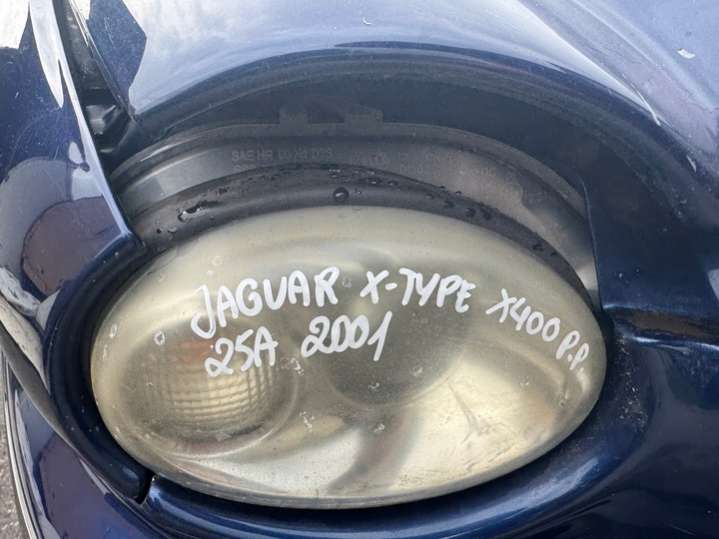 JAGUAR X-TYPE X400 P.P.
25A 2001